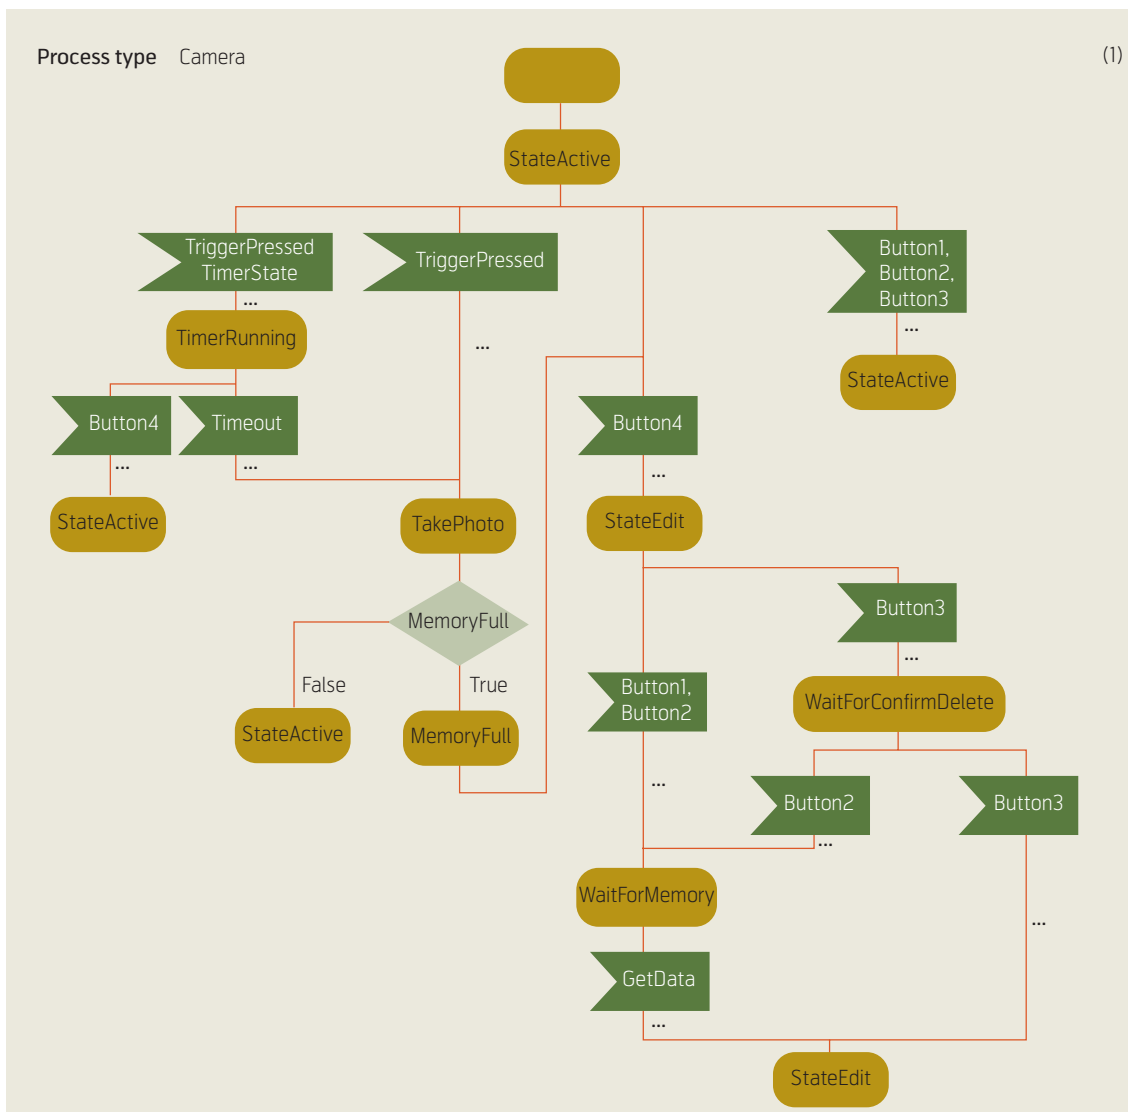 Process type Camera
(1)
StateActive
TriggerPressed
TimerState
TriggerPressed
Button1,
Button2,
Button3
...
...
TimerRunning
...
StateActive
Button4
Timeout
Button4
...
...
...
StateActive
TakePhoto
StateEdit
MemoryFull
Button3
...
False
True
Button1,
Button2
WaitForConfirmDelete
StateActive
MemoryFull
...
Button2
Button3
...
WaitForMemory
...
GetData
...
StateEdit